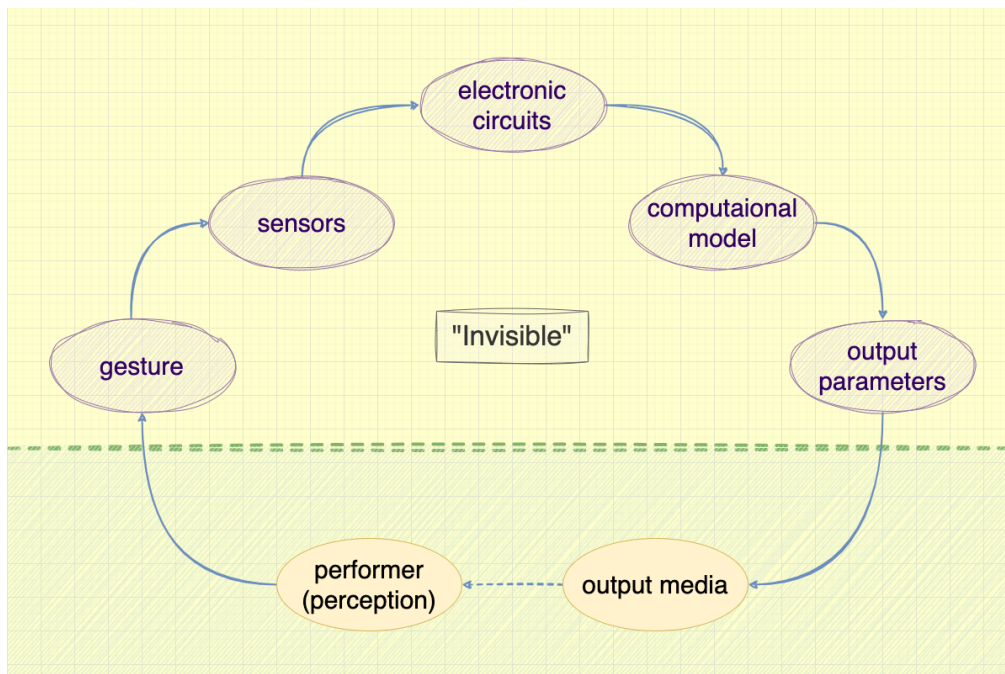 electronic
circuits
sensors
computaional
model
"Invisible"
gesture
output
parameters
performer
(perception)
output media